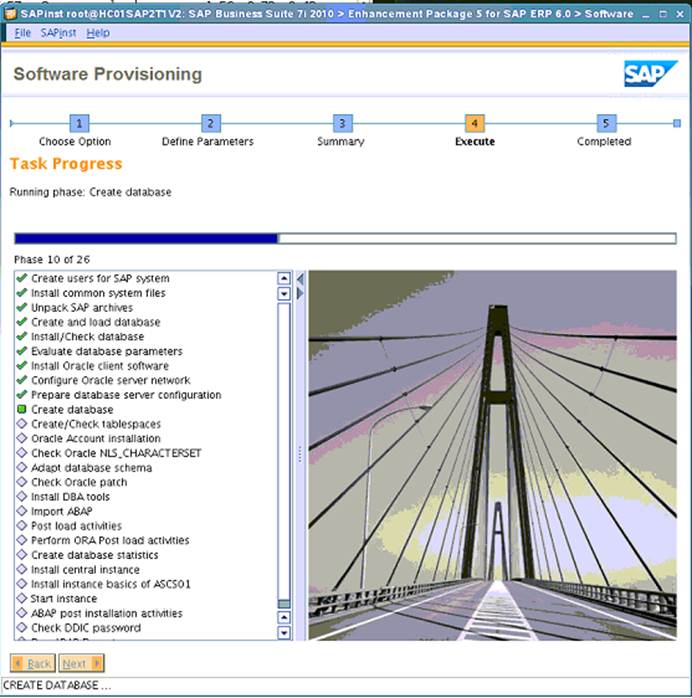 SAPinst root@HC01SAP2T1V2: SAP Business Suite 7i 2010 > Enhancement Package 5 for SAP ERP 6.0 > Software
File SAPinst Help
Software Provisioning
SAP
1 2 3 4 5
Choose Option Define Parameters Summary Execute Completed
Task Progress
Running phase: Create database
Phase 10 of 26
Create users for SAP system
Install common system files
Unpack SAP archives
Create and load database
Install/Check database
Evaluate database parameters
Install Oracle client software
Configure Oracle server network
Prepare database server configuration
Create database
Create/Check tablespaces
Oracle Account installation
Check Oracle NLS_CHARACTERSET
Adapt database schema
Check Oracle patch
Install DBA tools
Import ABAP
Post load activities
Perform ORA Post load activities
Create database statistics
Install central instance
Install instance basics of ASCS01
Start instance
ABAP post installation activities
Check DDIC password
Back Next
CREATE DATABASE ...